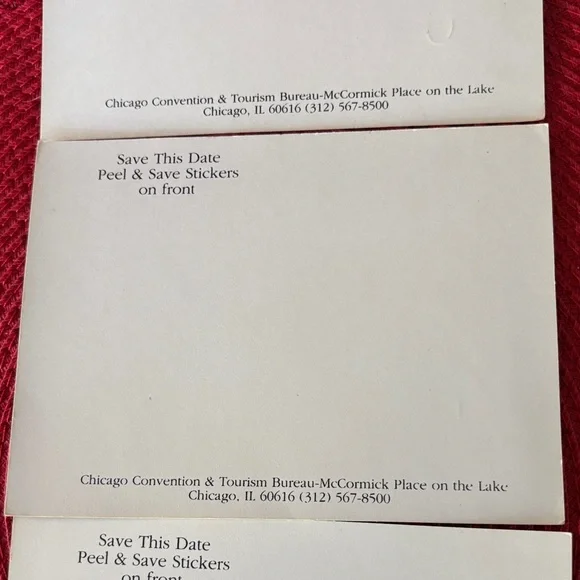 Chicago Convention & Tourism Bureau-McCormick Place on the Lake
Chicago, IL 60616 (312) 567-8500
Save This Date
Peel & Save Stickers
on front
Chicago Convention & Tourism Bureau-McCormick Place on the Lake
Chicago, IL 60616 (312) 567-8500
Save This Date
Peel & Save Stickers
on front